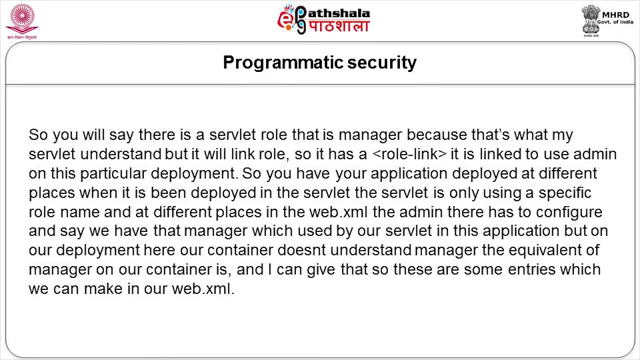 Pathshala
पाठशाला
MHRD
Govt. of India
Programmatic security
So you will say there is a servlet role that is manager because that's what my
servlet understand but it will link role, so it has a <role-link> it is linked to use admin
on this particular deployment. So you have your application deployed at different
places when it is been deployed in the servlet the servlet is only using a specific
role name and at different places in the web.xml the admin there has to configure
and say we have that manager which used by our servlet in this application but on
our deployment here our container doesnt understand manager the equivalent of
manager on our container is, and I can give that so these are some entries which
we can make in our web.xml.